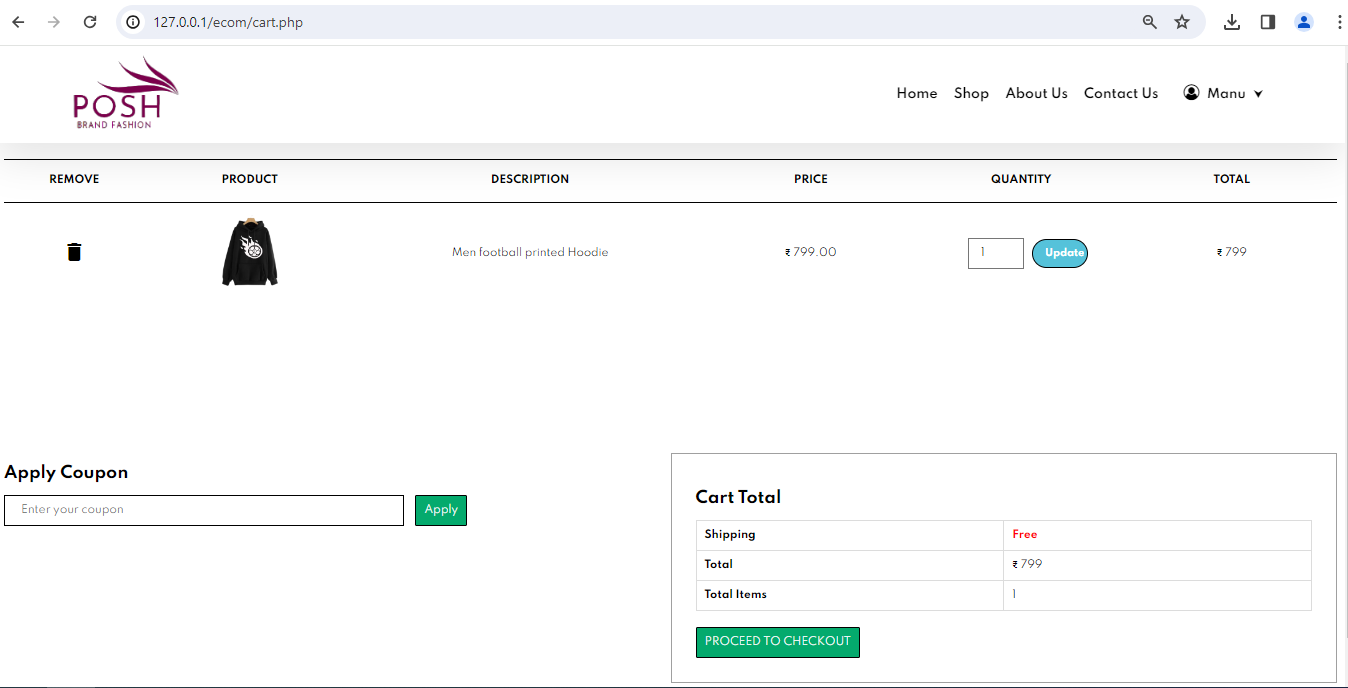 127.0.0.1/ecom/cart.php
POSH
BRAND FASHION
Home Shop About Us Contact Us Manu
REMOVE PRODUCT DESCRIPTION PRICE QUANTITY TOTAL
Men football printed Hoodie ₹ 799.00 1 Update ₹ 799
Apply Coupon
Enter your coupon Apply
Cart Total
Shipping Free
Total ₹ 799
Total Items 1
PROCEED TO CHECKOUT